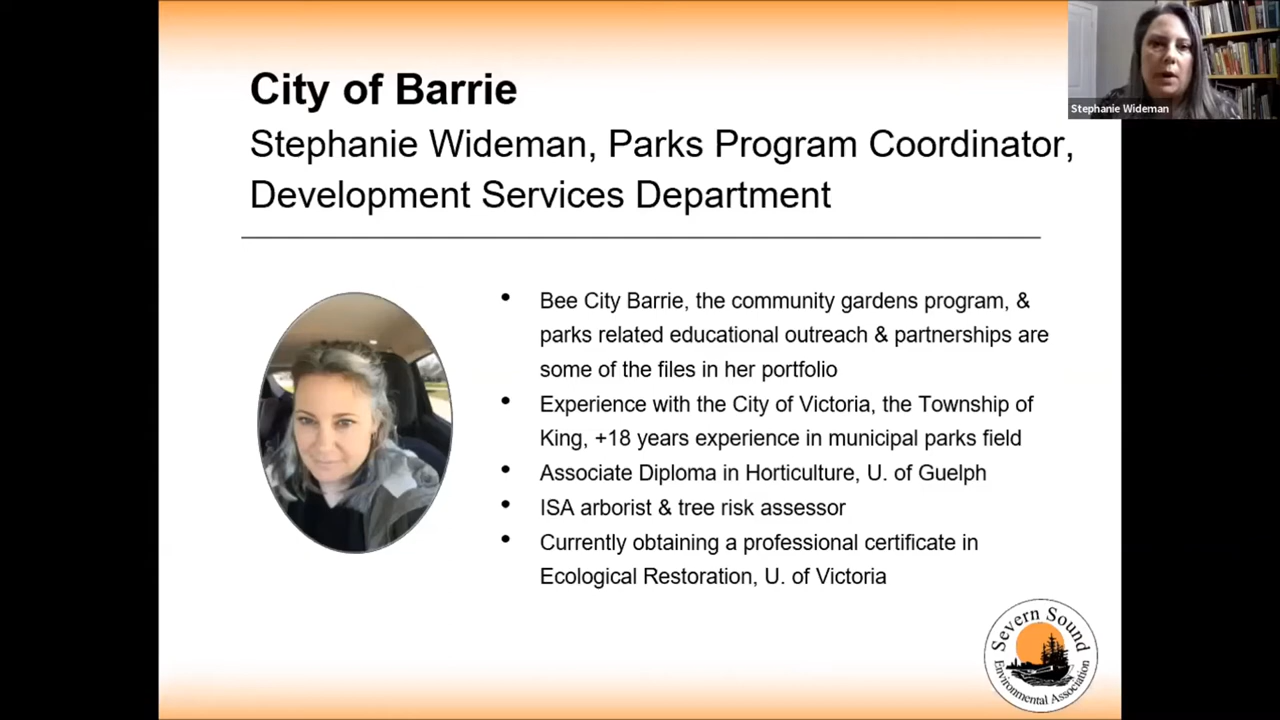 City of Barrie
Stephanie Wideman, Parks Program Coordinator,
Development Services Department
Stephanie Wideman
• Bee City Barrie, the community gardens program, &
parks related educational outreach & partnerships are
some of the files in her portfolio
• Experience with the City of Victoria, the Township of
King, +18 years experience in municipal parks field
• Associate Diploma in Horticulture, U. of Guelph
• ISA arborist & tree risk assessor
• Currently obtaining a professional certificate in
Ecological Restoration, U. of Victoria
Severn Sound
Environmental Association